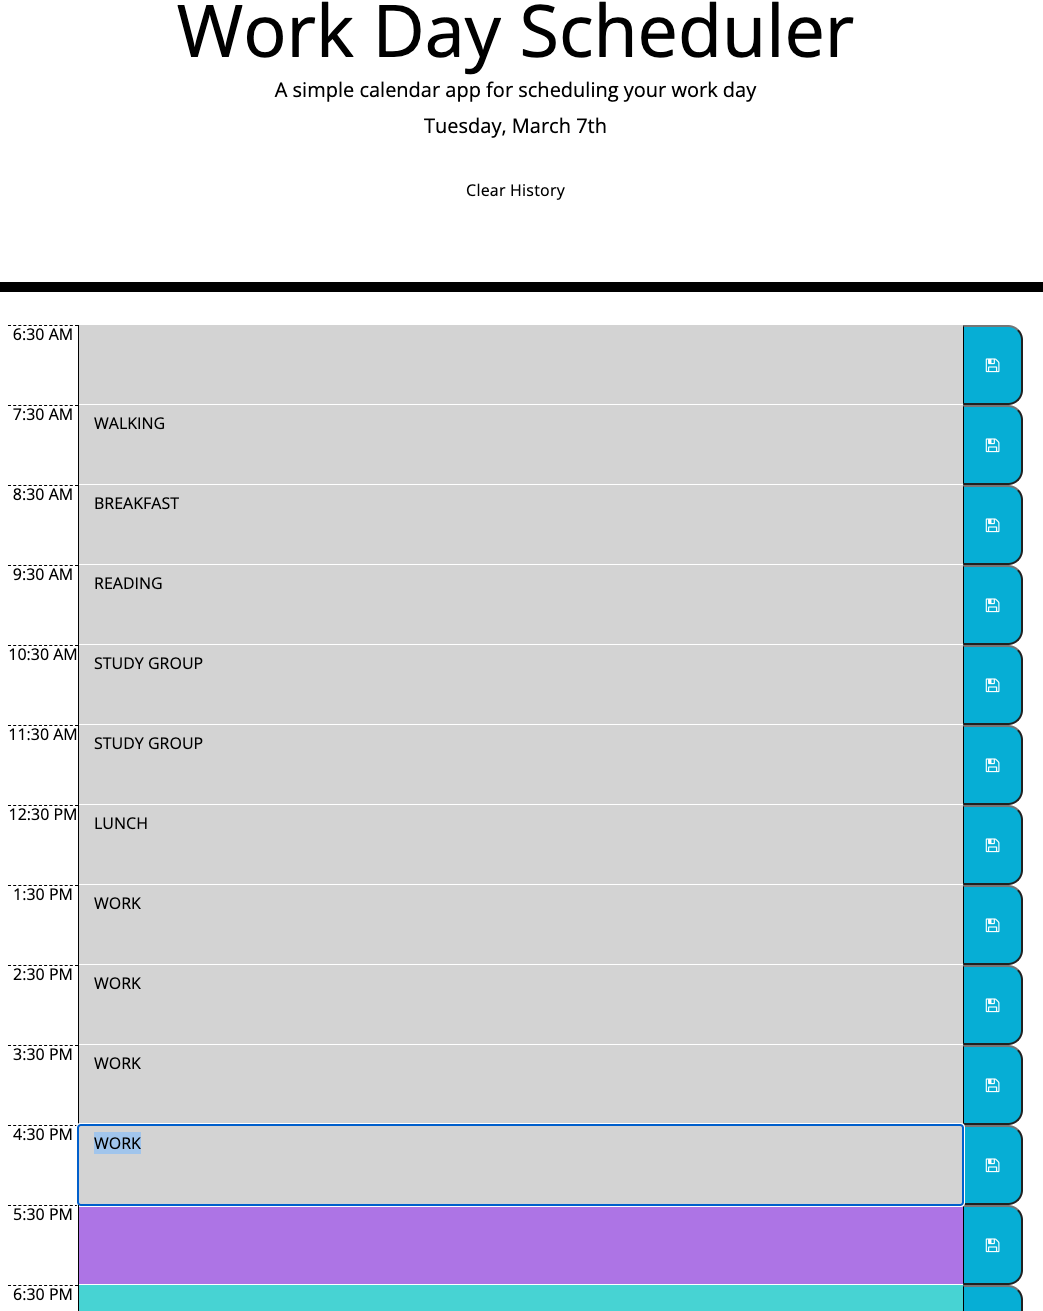 Work Day Scheduler
A simple calendar app for scheduling your work day
Tuesday, March 7th
Clear History
6:30 AM
7:30 AM WALKING
8:30 AM BREAKFAST
9:30 AM READING
10:30 AM STUDY GROUP
11:30 AM STUDY GROUP
12:30 PM LUNCH
1:30 PM WORK
2:30 PM WORK
3:30 PM WORK
4:30 PM WORK
5:30 PM
6:30 PM